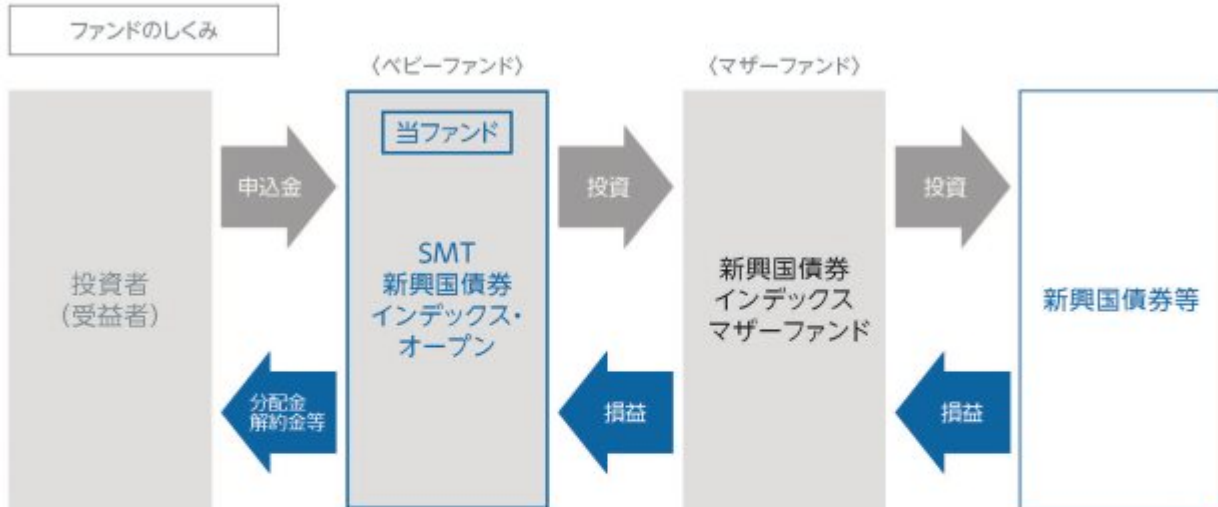 ファンドのしくみ
〈ベビーファンド〉
〈マザーファンド〉
投資者
(受益者)
申込金
分配金
解約金等
当ファンド
SMT
新興国債券
インデックス・
オープン
投資
損益
新興国債券
インデックス
マザーファンド
投資
損益
新興国債券等